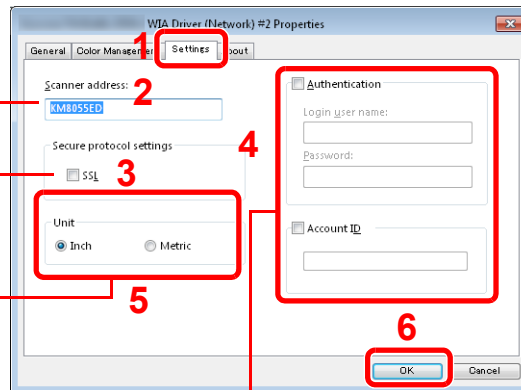 WIA Driver (Network) #2 Properties
1
General Color Management Settings About
Scanner address: 2
KM8055ED
Secure protocol settings
3
SSL
Unit
Inch Metric
5
4
Authentication
Login user name:
Password:
Account ID
6
OK Cancel